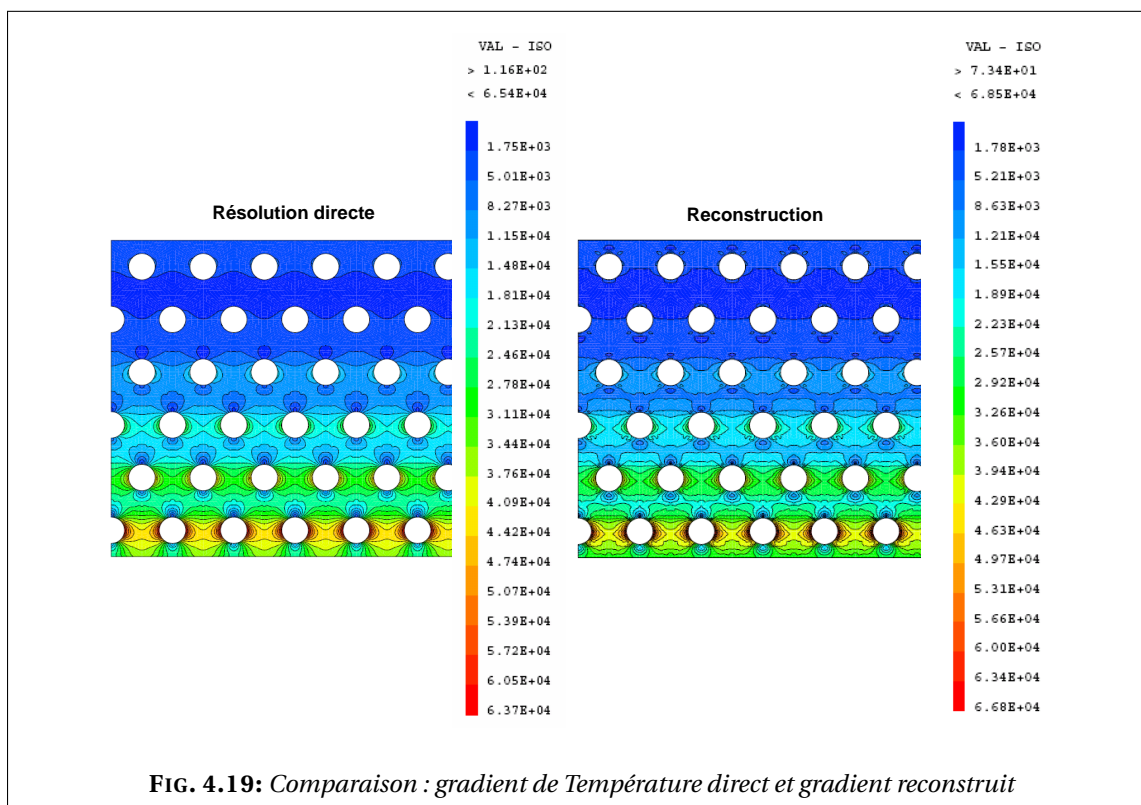 VAL - ISO
> 1.16E+02
< 6.54E+04
1.75E+03
5.01E+03
8.27E+03
1.15E+04
1.48E+04
1.81E+04
2.13E+04
2.46E+04
2.78E+04
3.11E+04
3.44E+04
3.76E+04
4.09E+04
4.42E+04
4.74E+04
5.07E+04
5.39E+04
5.72E+04
6.05E+04
6.37E+04
Résolution directe
VAL - ISO
> 7.34E+01
< 6.85E+04
1.78E+03
5.21E+03
8.63E+03
1.21E+04
1.55E+04
1.89E+04
2.23E+04
2.57E+04
2.92E+04
3.26E+04
3.60E+04
3.94E+04
4.29E+04
4.63E+04
4.97E+04
5.31E+04
5.66E+04
6.00E+04
6.34E+04
6.68E+04
Reconstruction
FIG. 4.19: Comparaison : gradient de Température direct et gradient reconstruit